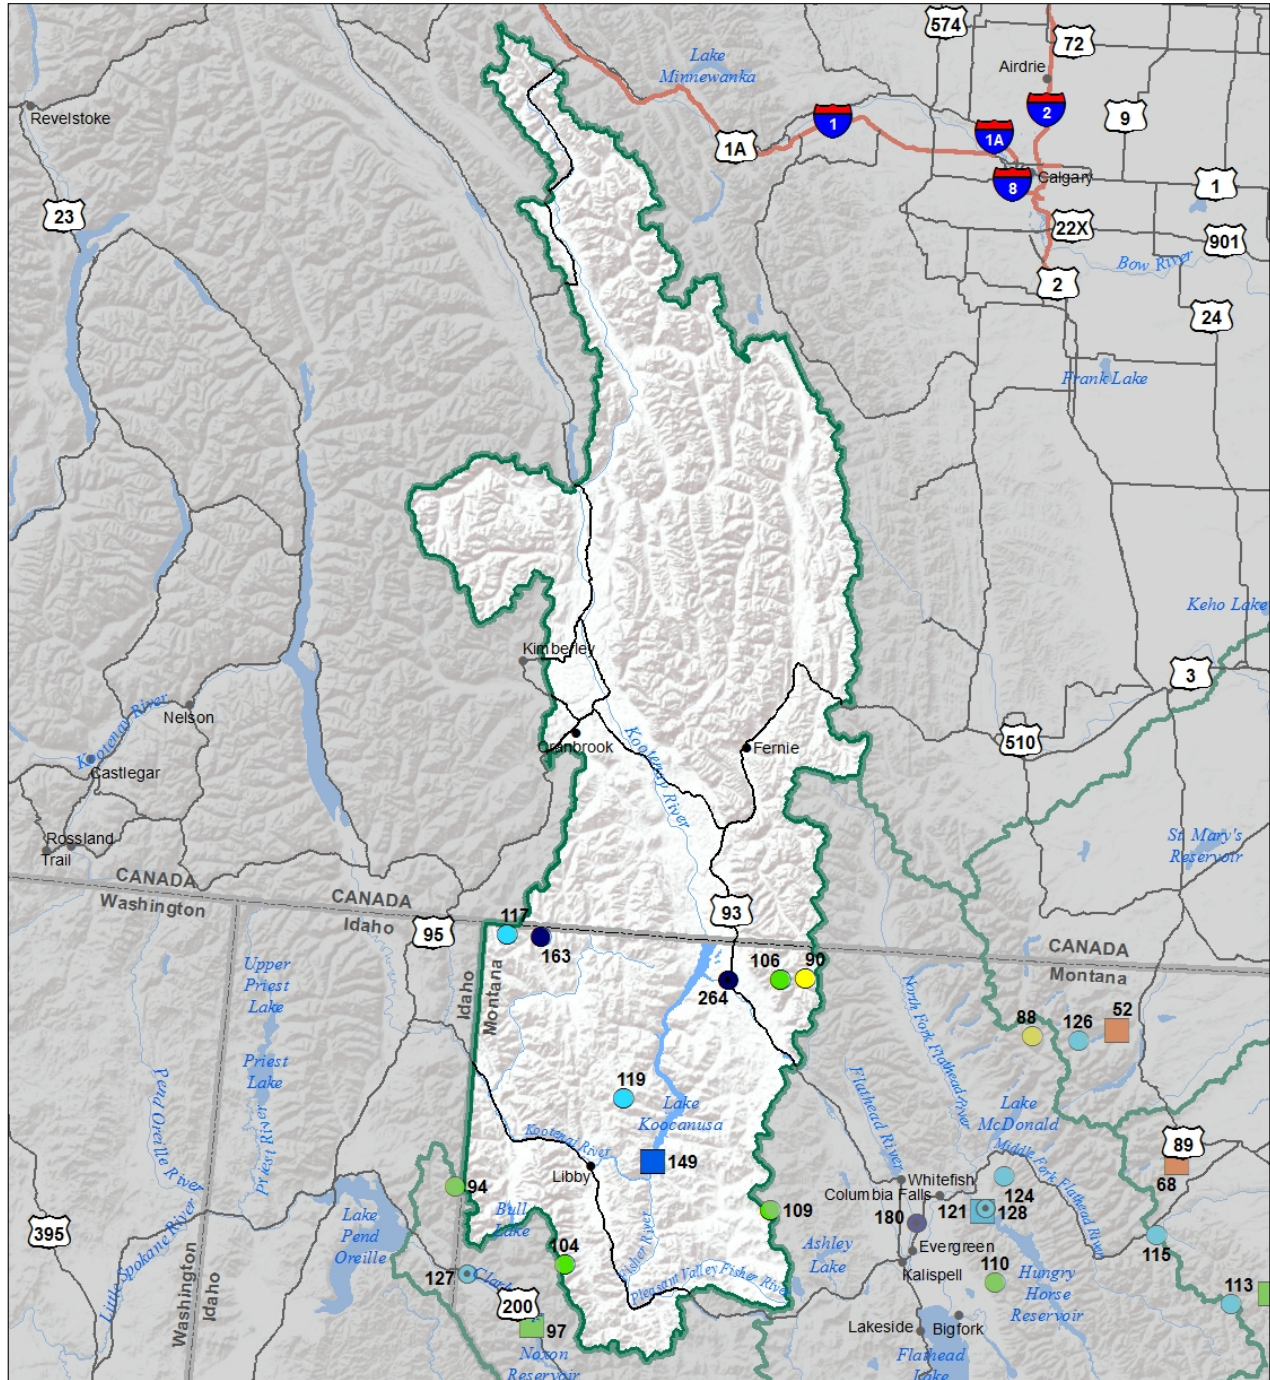 574
72
Lake
Minnewanka
Airdrie
Revelstoke
1
2
9
1A
1A
8
Calgary
1
23
22X
901
Bow River
2
24
Frank Lake
Keho Lake
Kimberley
3
Kootenay River
Nelson
Cranbrook
Kootenay River
Fernie
510
Castlegar
Rossland
Trail
St. Mary's
Reservoir
CANADA
Washington
CANADA
Idaho
95
93
117
163
CANADA
Montana
Upper
Priest
Lake
Idaho
Montana
264
106
90
North Fork Flathead River
88
126
52
Priest
Lake
Pend Oreille River
Priest River
119
Lake
Koocanusa
Flathead River
Lake
McDonald
Kootenai River
Middle Fork Flathead River
89
149
Libby
68
94
Whitefish
124
Columbia Falls
121
128
109
180
Bull
Lake
395
Lake
Pend
Oreille
Little Spokane River
Fisher River
Ashley
Lake
Evergreen
115
104
127
Clark
Kalispell
110
Hungry
Horse
Reservoir
Pleasant Valley Fisher River
113
Washington
Idaho
200
97
Noxon
Reservoir
Lakeside
Bigfork
Flathead
Lake